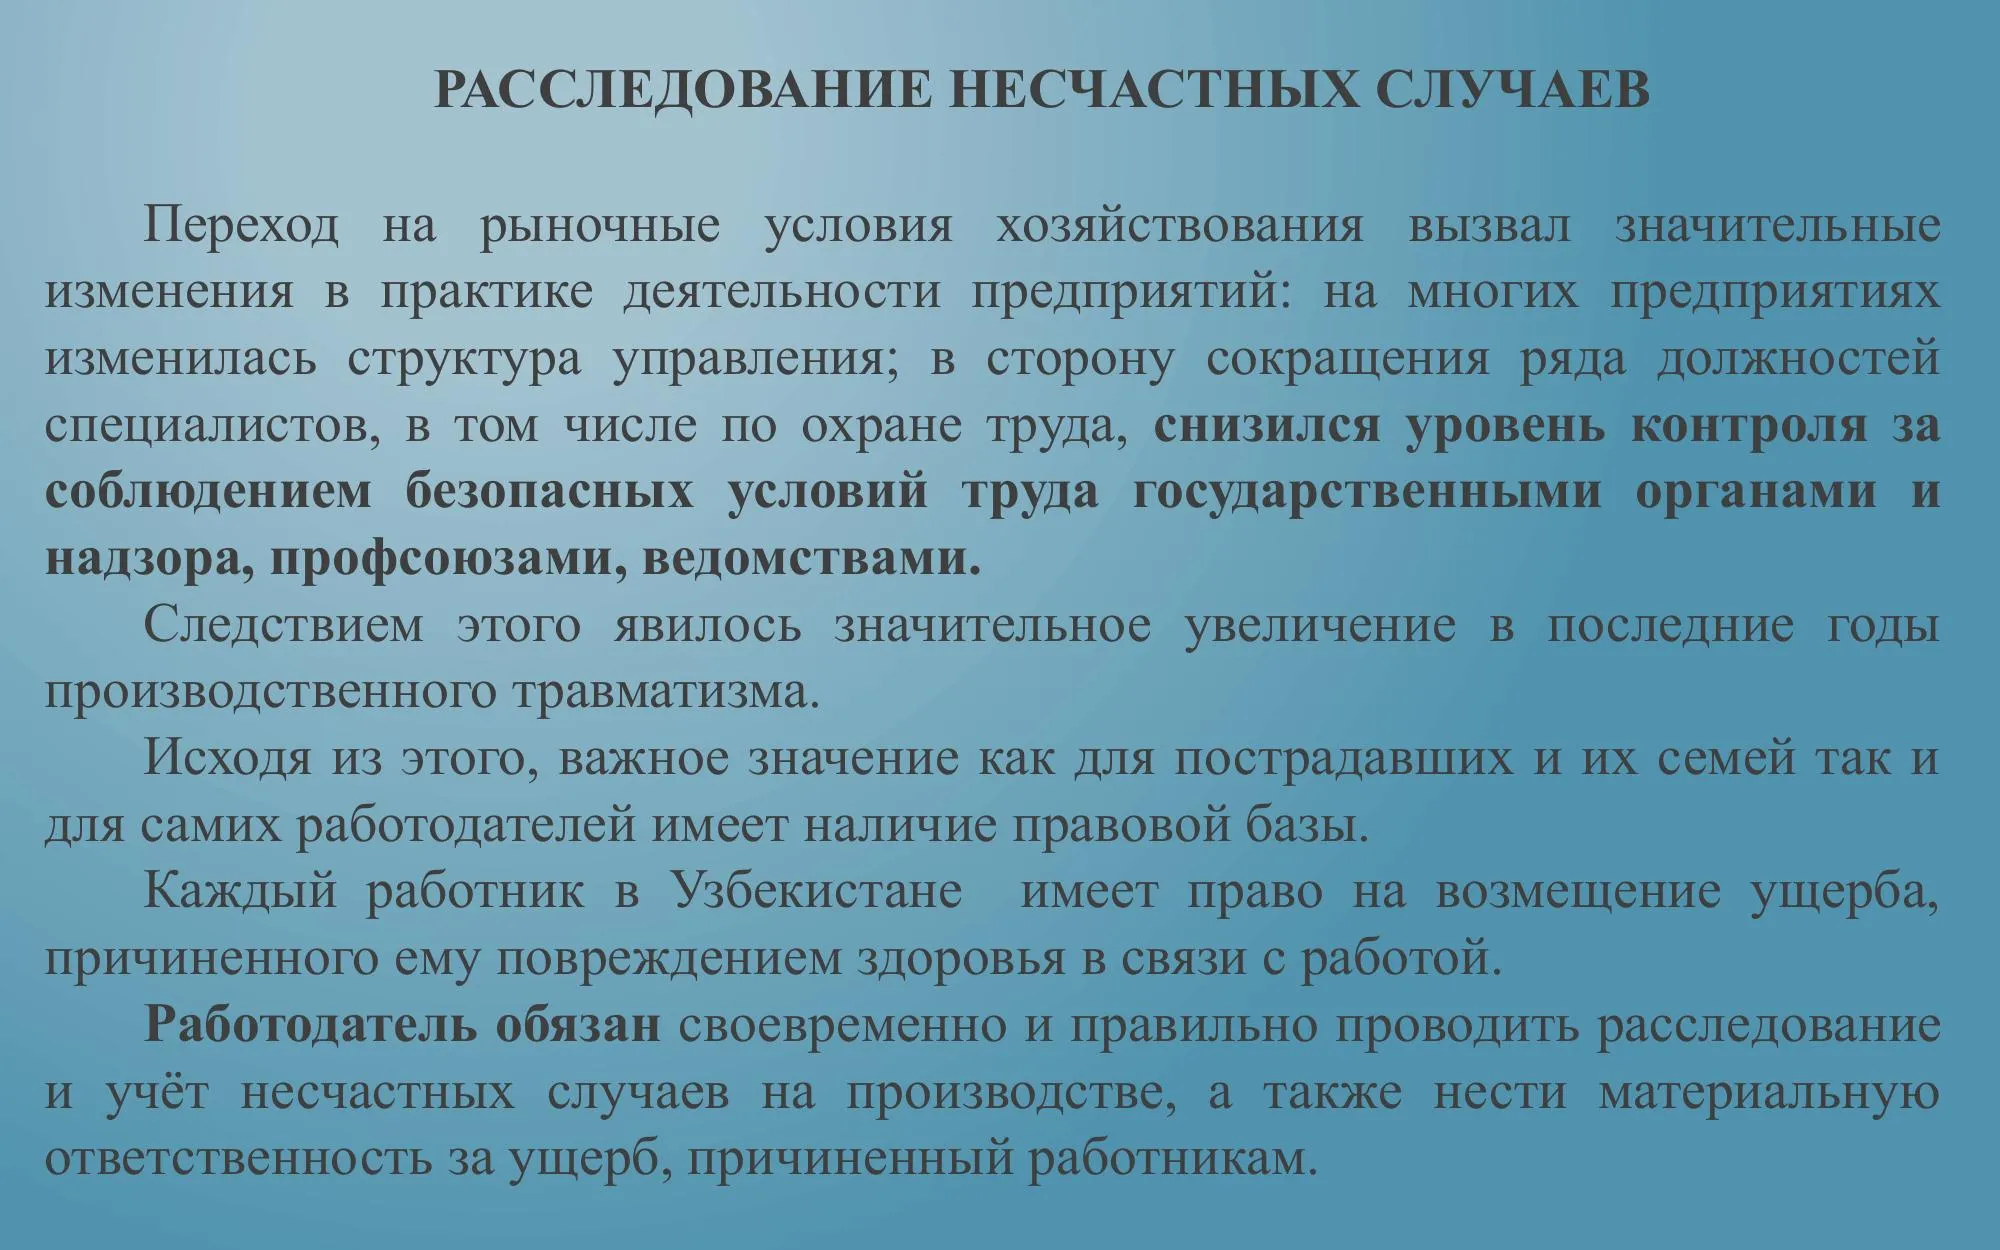 РАССЛЕДОВАНИЕ НЕСЧАСТНЫХ СЛУЧАЕВ
Переход на рыночные условия хозяйствования вызвал значительные
изменения в практике деятельности предприятий: на многих предприятиях
изменилась структура управления; в сторону сокращения ряда должностей
специалистов, в том числе по охране труда, снизился уровень контроля за
соблюдением безопасных условий труда государственными органами и
надзора, профсоюзами, ведомствами.
Следствием этого явилось значительное увеличение в последние годы
производственного травматизма.
Исходя из этого, важное значение как для пострадавших и их семей так и
для самих работодателей имеет наличие правовой базы.
Каждый работник в Узбекистане имеет право на возмещение ущерба,
причиненного ему повреждением здоровья в связи с работой.
Работодатель обязан своевременно и правильно проводить расследование
и учёт несчастных случаев на производстве, а также нести материальную
ответственность за ущерб, причиненный работникам.